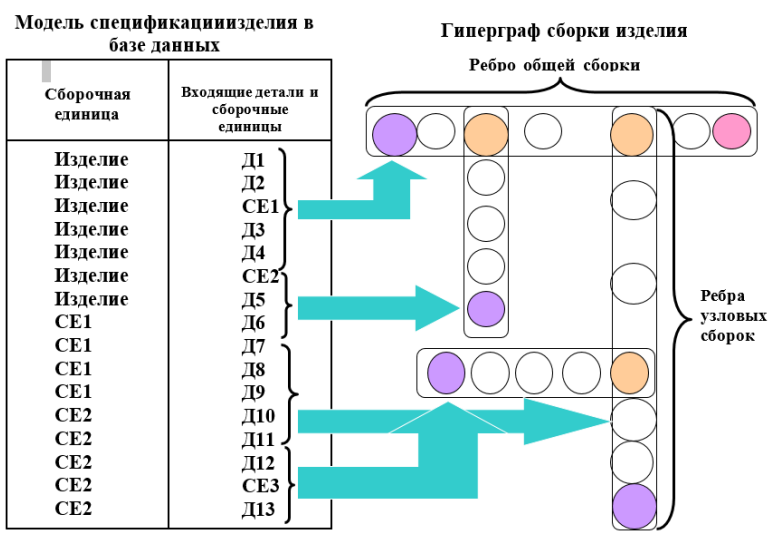 Модель спецификациииизделия в
базе данных
Сборочная
единица
Входящие детали и
сборочные
единицы
Изделие Д1
Изделие Д2
Изделие СЕ1
Изделие Д3
Изделие Д4
Изделие СЕ2
Изделие Д5
СЕ1 Д6
СЕ1 Д7
СЕ1 Д8
СЕ1 Д9
СЕ2 Д10
СЕ2 Д11
СЕ2 Д12
СЕ2 СЕ3
СЕ2 Д13
Гиперграф сборки изделия
Ребро общей сборки
Ребра
узловых
сборок